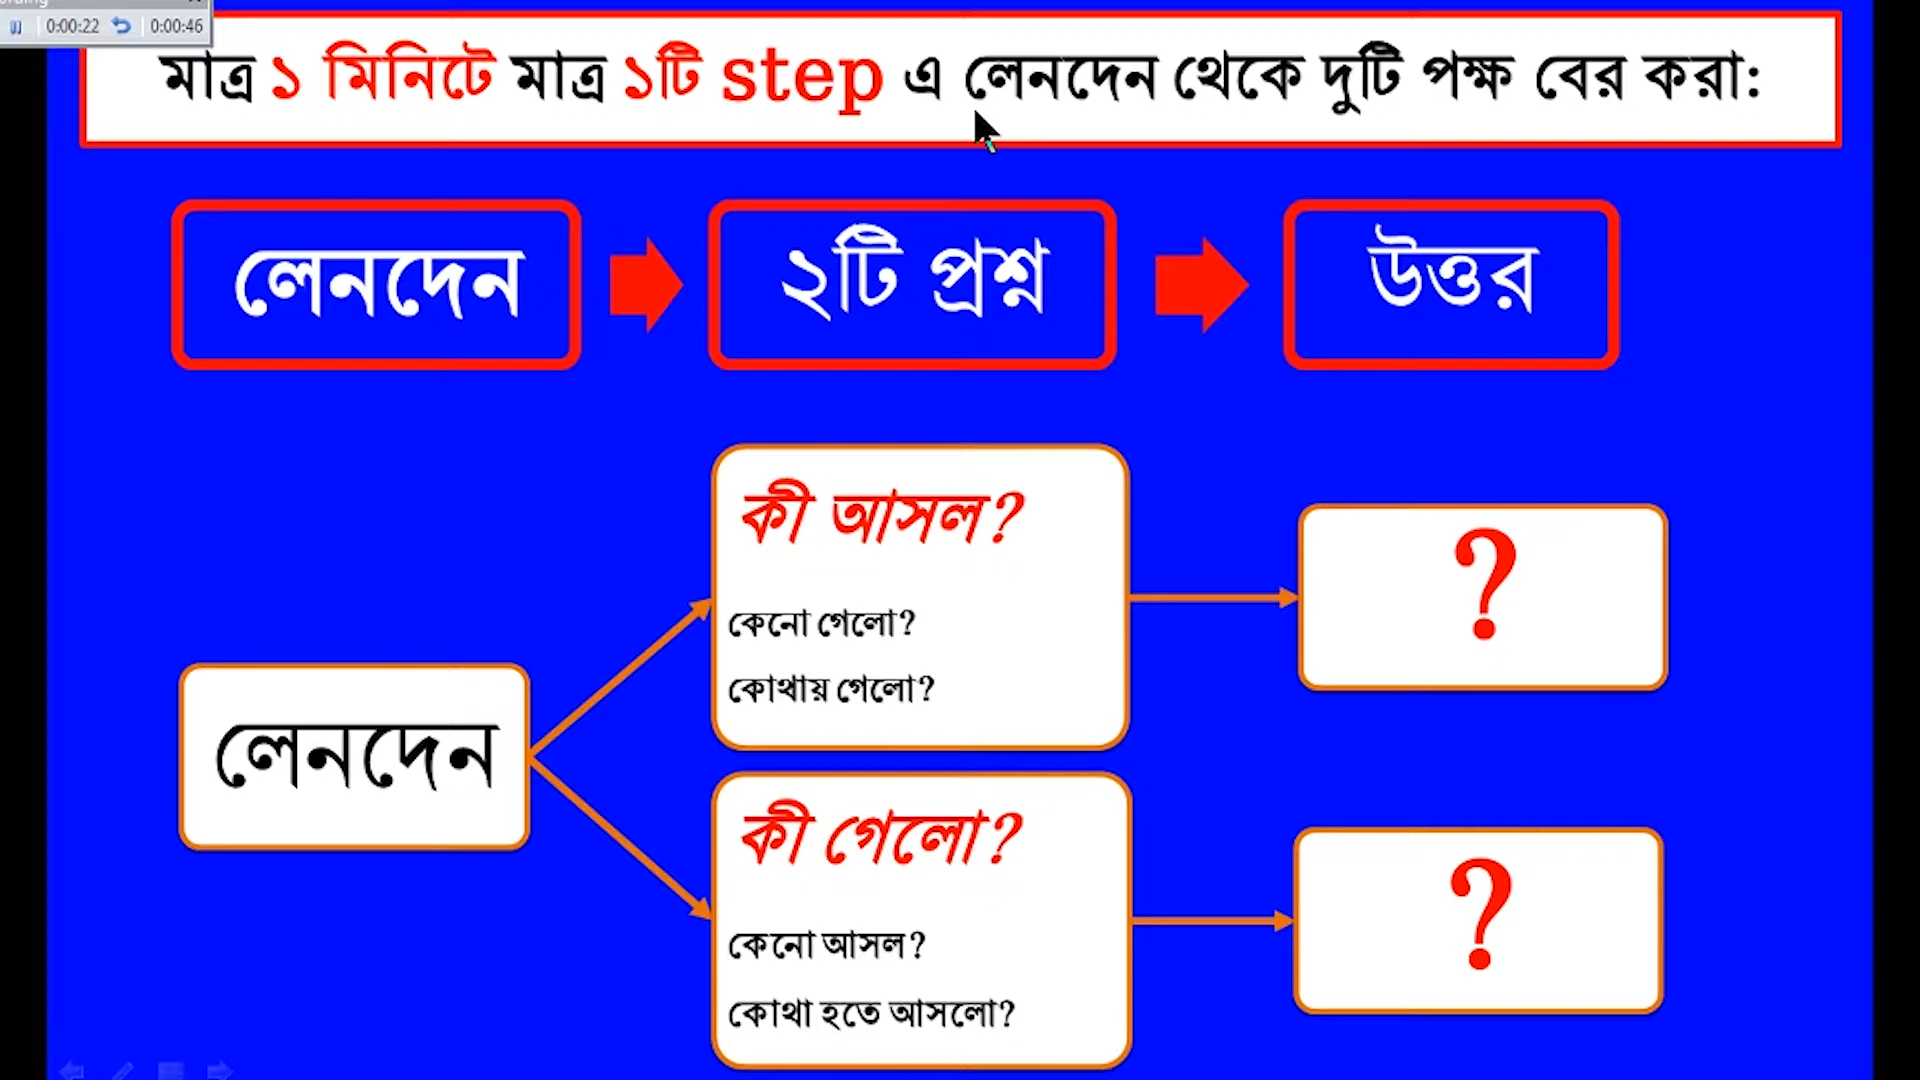 0:00:22 0:00:46
মাত্র ১ মিনিটে মাত্র ১টি step এ লেনদেন থেকে দুটি পক্ষ বের করা:
লেনদেন
২টি প্রশ্ন
উত্তর
কী আসল?
কেনো গেলো?
কোথায় গেলো?
?
লেনদেন
কী গেলো?
কেনো আসল?
কোথা হতে আসলো?
?